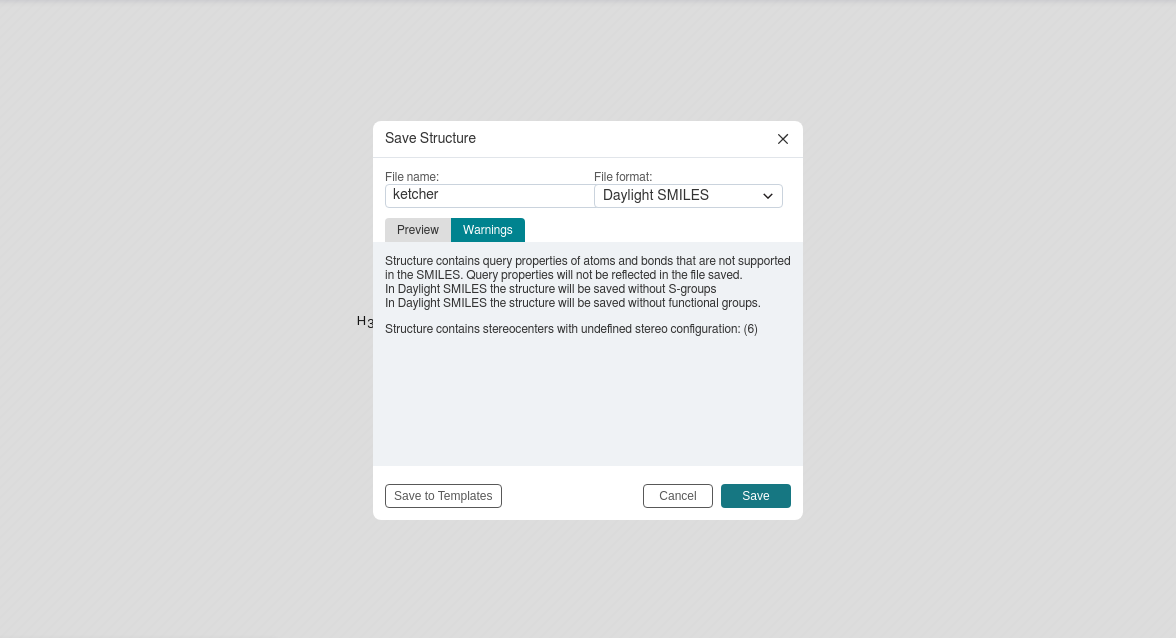 Save Structure
File name:
File format:
ketcher
Daylight SMILES
Preview
Warnings
Structure contains query properties of atoms and bonds that are not supported
in the SMILES. Query properties will not be reflected in the file saved.
In Daylight SMILES the structure will be saved without S-groups
In Daylight SMILES the structure will be saved without functional groups.
H3
Structure contains stereocenters with undefined stereo configuration: (6)
Save to Templates
Cancel
Save